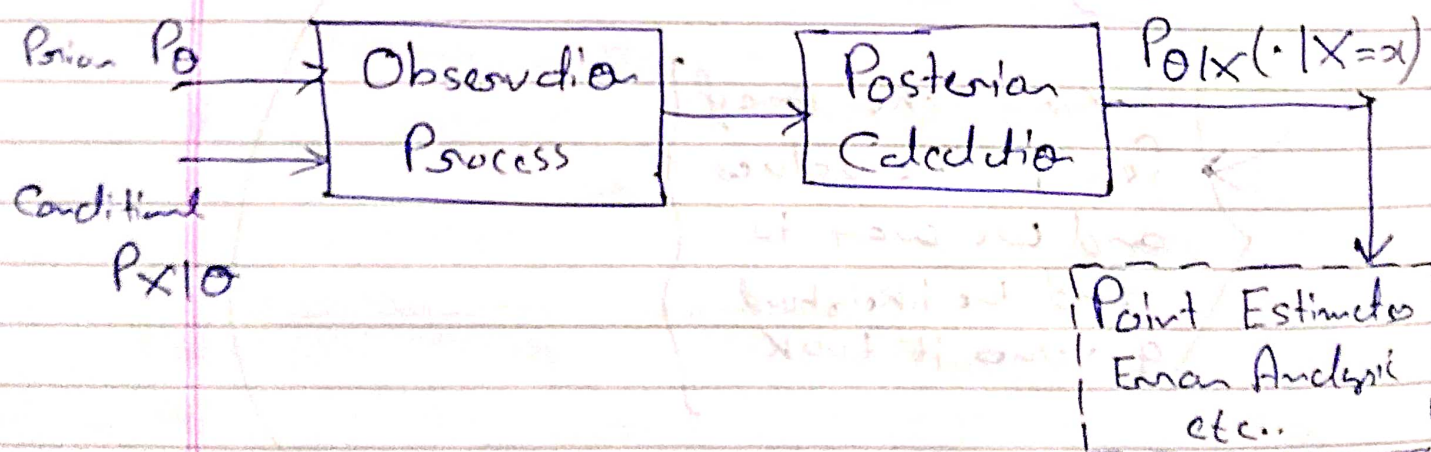 Prior Pθ
Observation
Process
Conditional
PX|θ
Posterior
Calculation
Pθ|X(·|X=x)
Point Estimates
Error Analysis
etc..